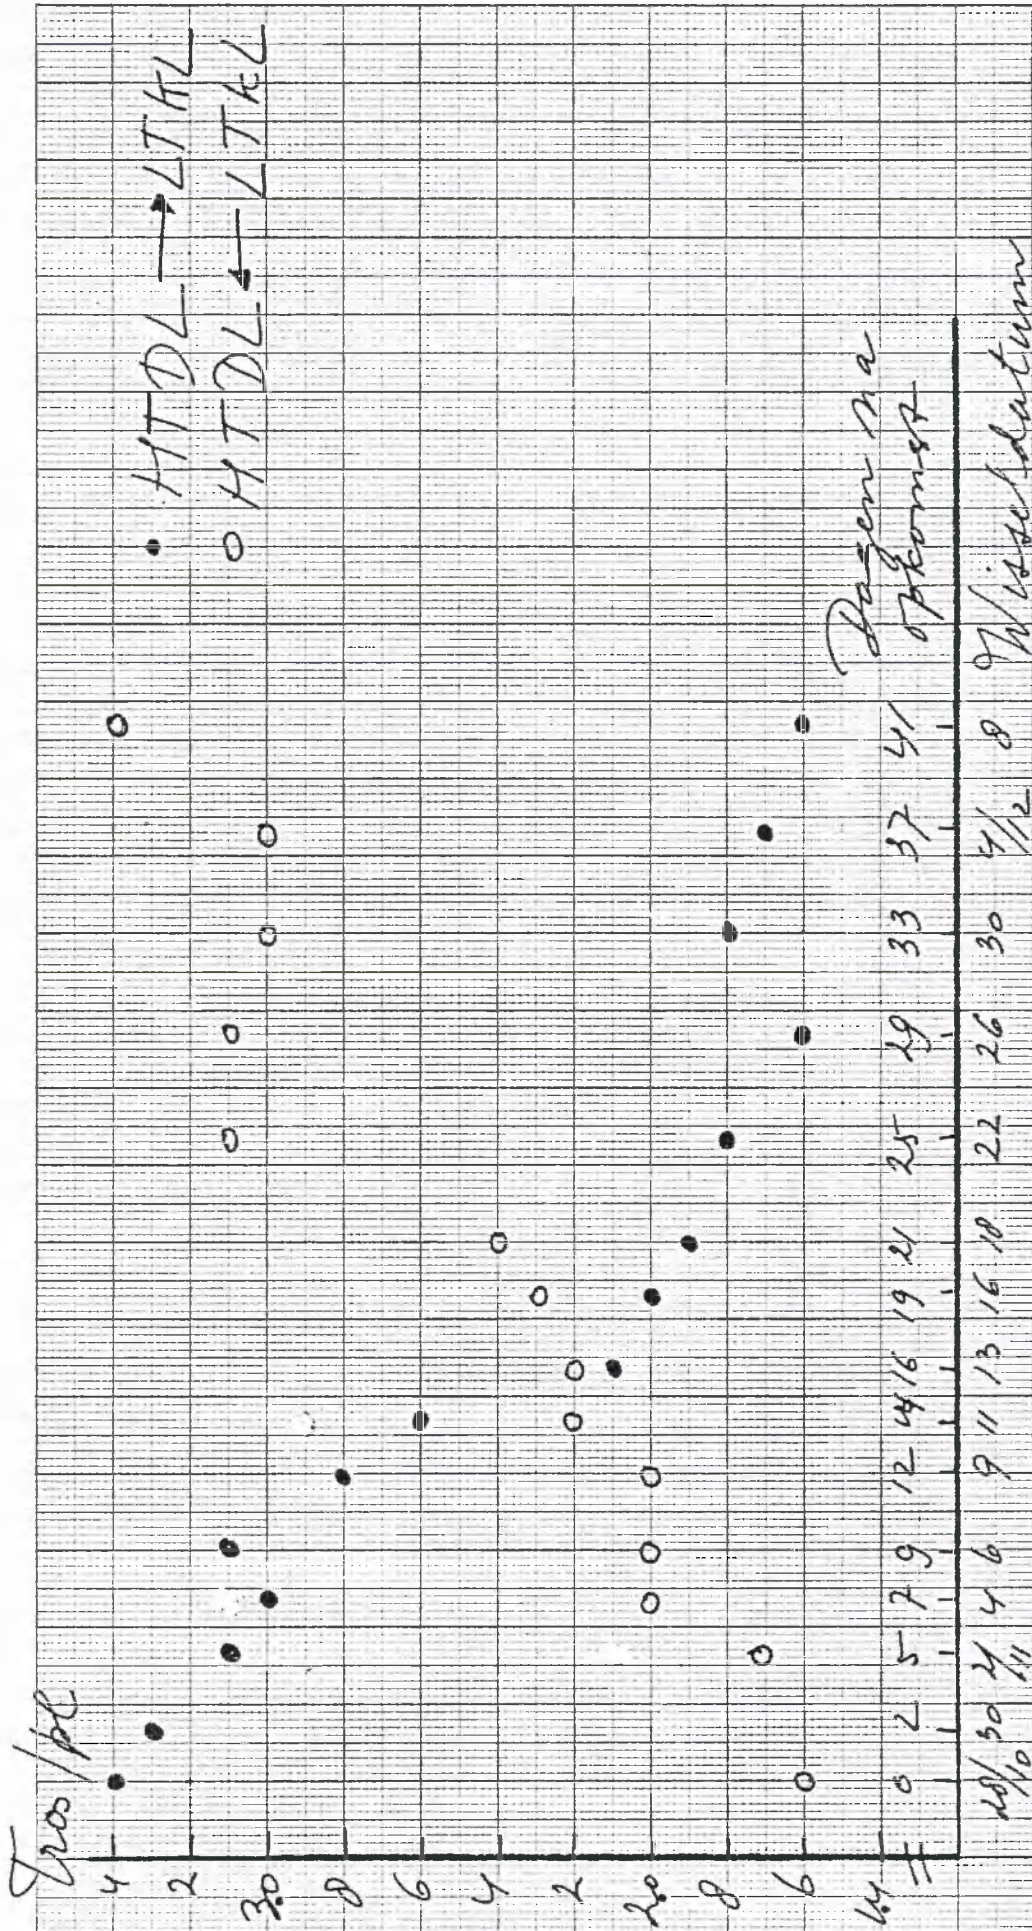 Tros/pl
HTDL → LTKL
HTDL ← LTKL
4
2
3.0
8
6
4
2
2.0
8
6
1.4
0 2 5 7 9 12 14 16 19 21 25 29 33 37 41
Dagen na
opkomst
28/10 30 2/11 4 6 9 11 13 16 18 22 26 30 4/12 8
Wisseldatum